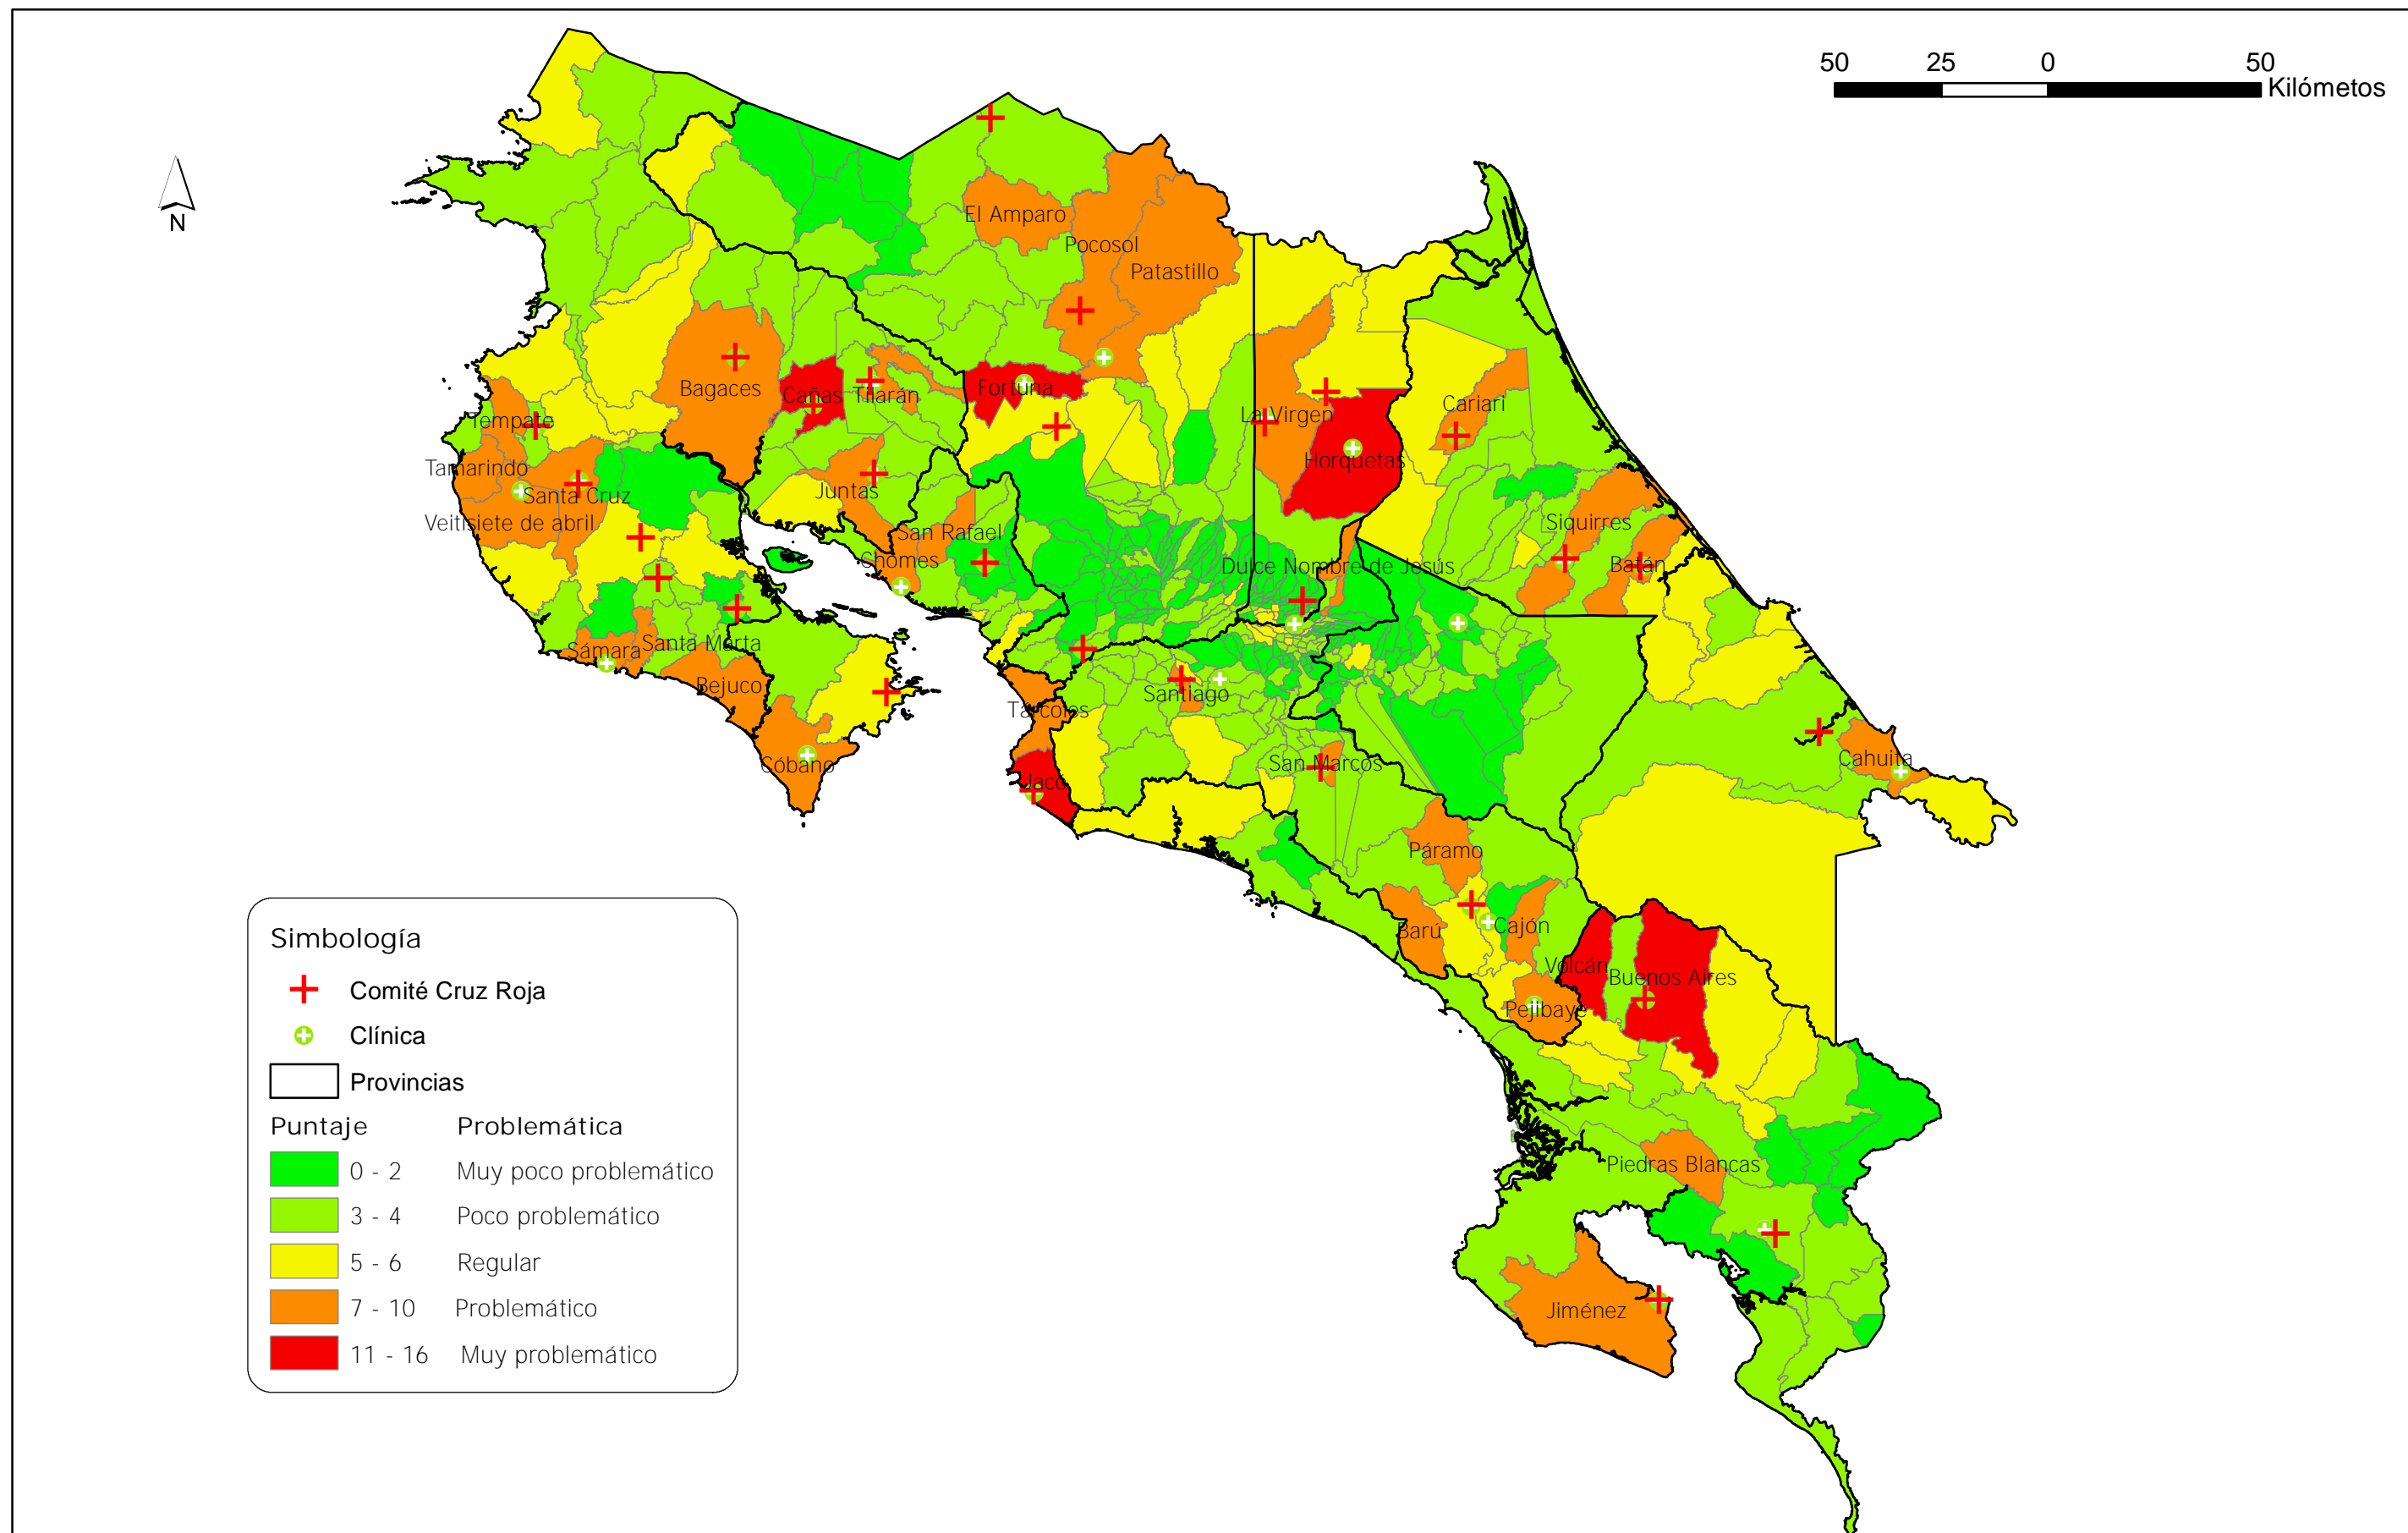 50 25 0 50
Kilómetos
N
El Amparo
Pocosol
Patastillo
Bagaces
Cañas
Tilarán
Fortuna
La Virgen
Cariari
Tempate
Horquetas
Tamarindo
Santa Cruz
Juntas
Veitisiete de abril
San Rafael
Siquirres
Chomes
Dulce Nombre de Jesús
Batán
Sámara
Santa Marta
Bejuco
Santiago
Tárcoles
Cóbano
San Marcos
Cahuita
Jacó
Páramo
Barú
Cajón
Volcán
Buenos Aires
Pejibaye
Piedras Blancas
Jiménez
Simbología
Comité Cruz Roja
Clínica
Provincias
Puntaje Problemática
0 - 2 Muy poco problemático
3 - 4 Poco problemático
5 - 6 Regular
7 - 10 Problemático
11 - 16 Muy problemático